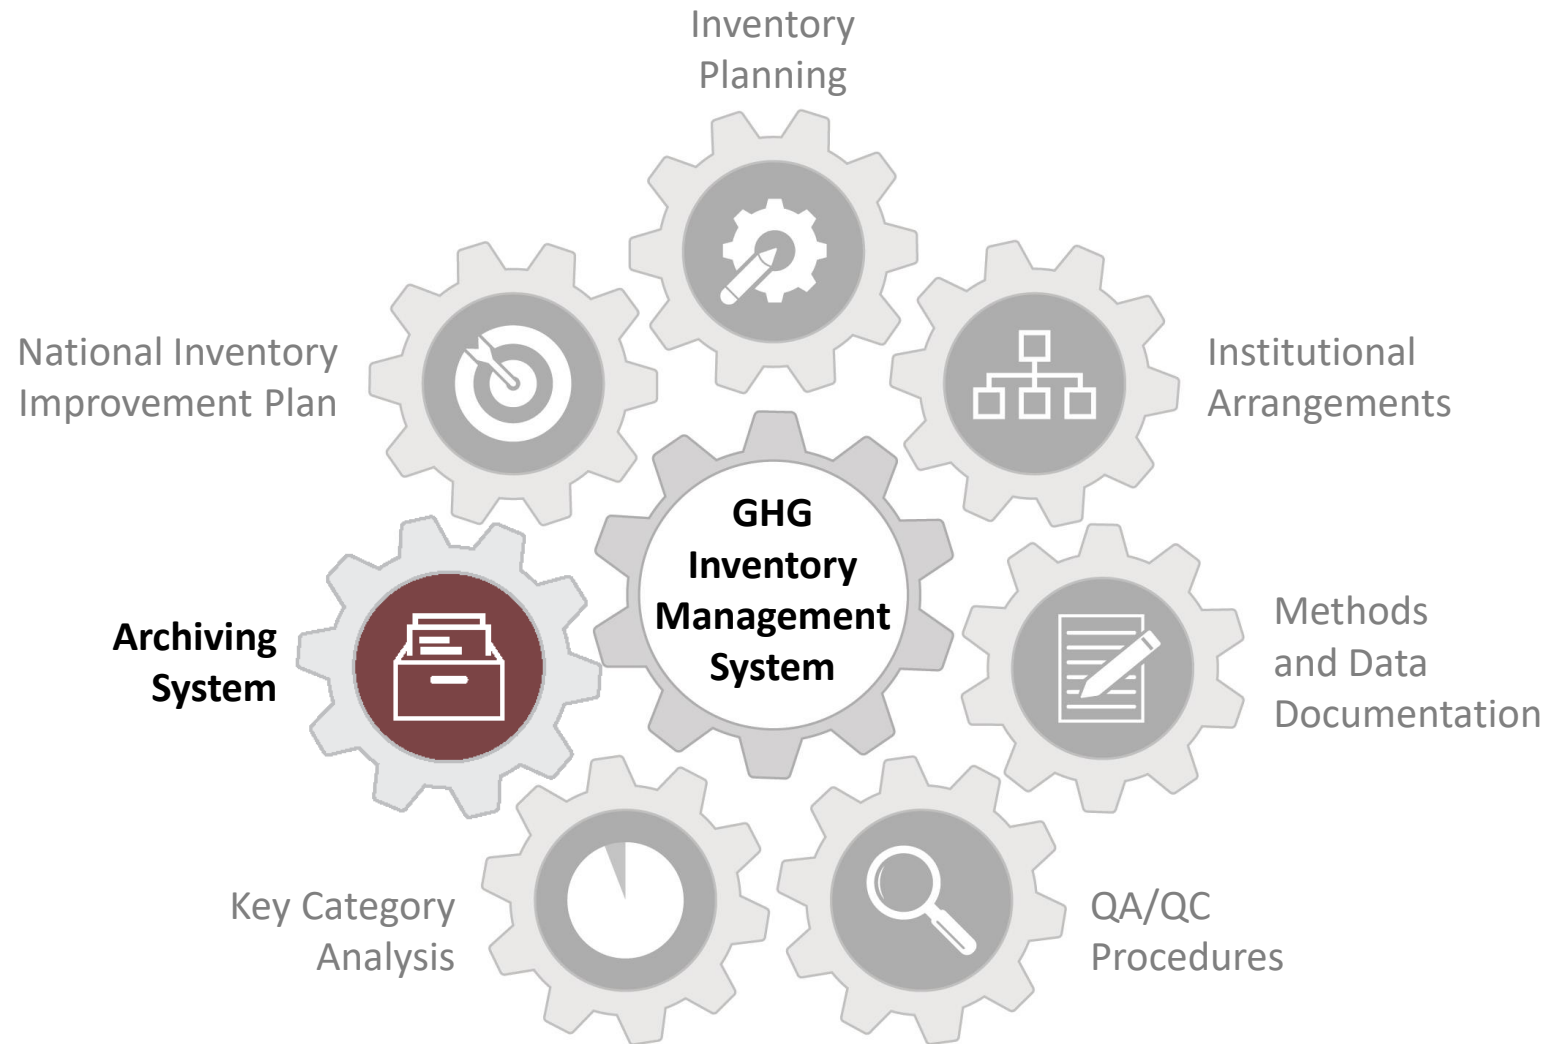 Inventory
Planning
National Inventory
Improvement Plan
Institutional
Arrangements
GHG
Inventory
Management
System
Archiving
System
Methods
and Data
Documentation
Key Category
Analysis
QA/QC
Procedures